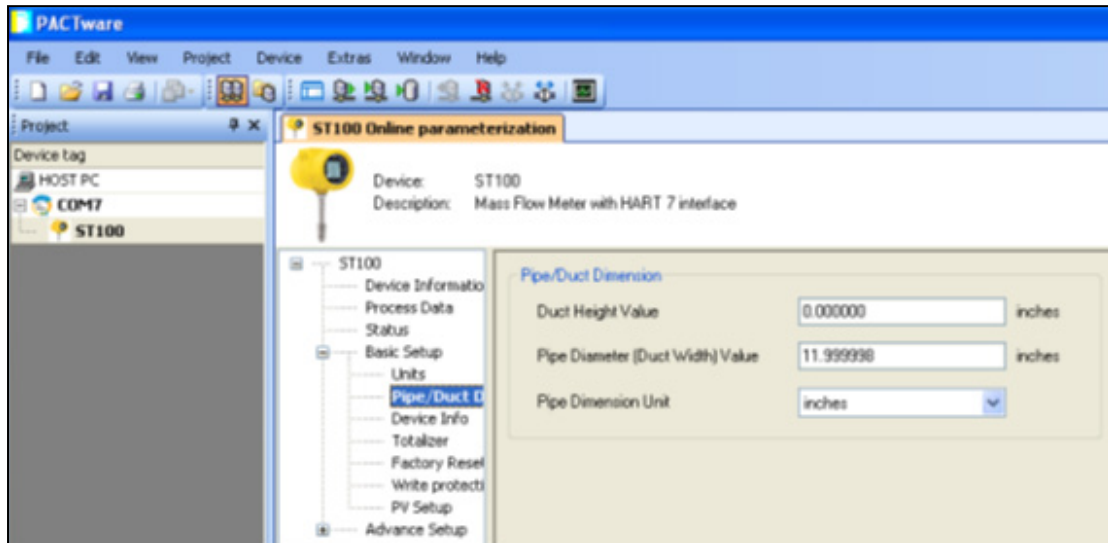 PACTware
File Edit View Project Device Extras Window Help
Project
ST100 Online parameterization
Device tag
HOST PC
COM7
ST100
Device: ST100
Description: Mass Flow Meter with HART 7 interface
ST100
Device Informatio
Process Data
Status
Basic Setup
Units
Pipe/Duct D
Device Info
Totalizer
Factory Reset
Write protecti
PV Setup
Advance Setup
Pipe/Duct Dimension
Duct Height Value 0.000000 inches
Pipe Diameter (Duct Width) Value 11.999998 inches
Pipe Dimension Unit inches